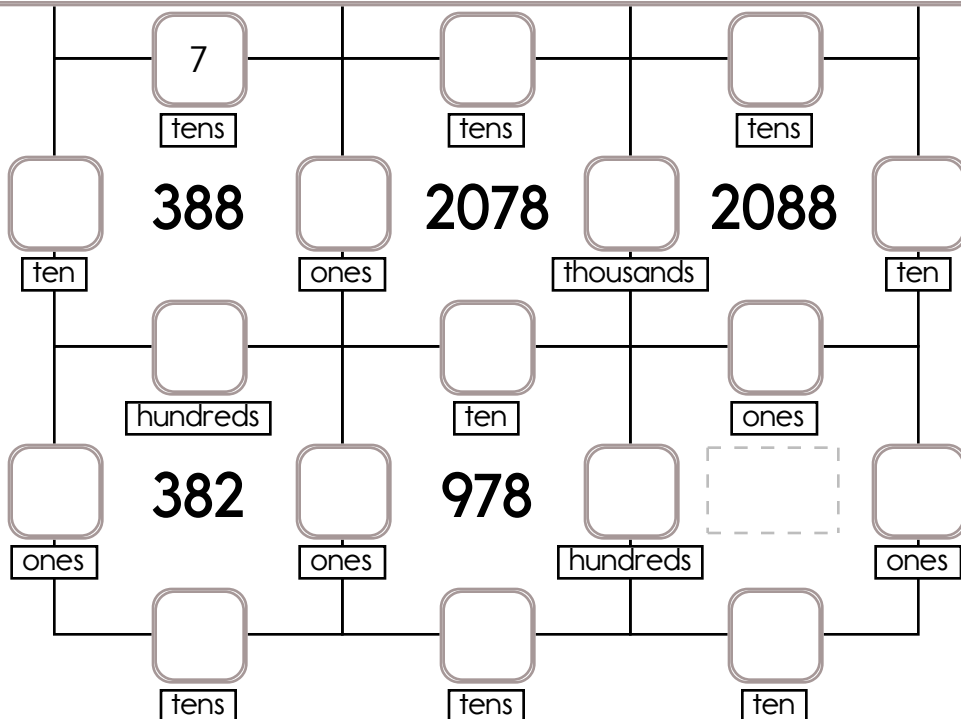 7
tens tens tens
388 2078 2088
ten ones thousands ten
hundreds ten ones
382 978
ones ones hundreds ones
tens tens ten